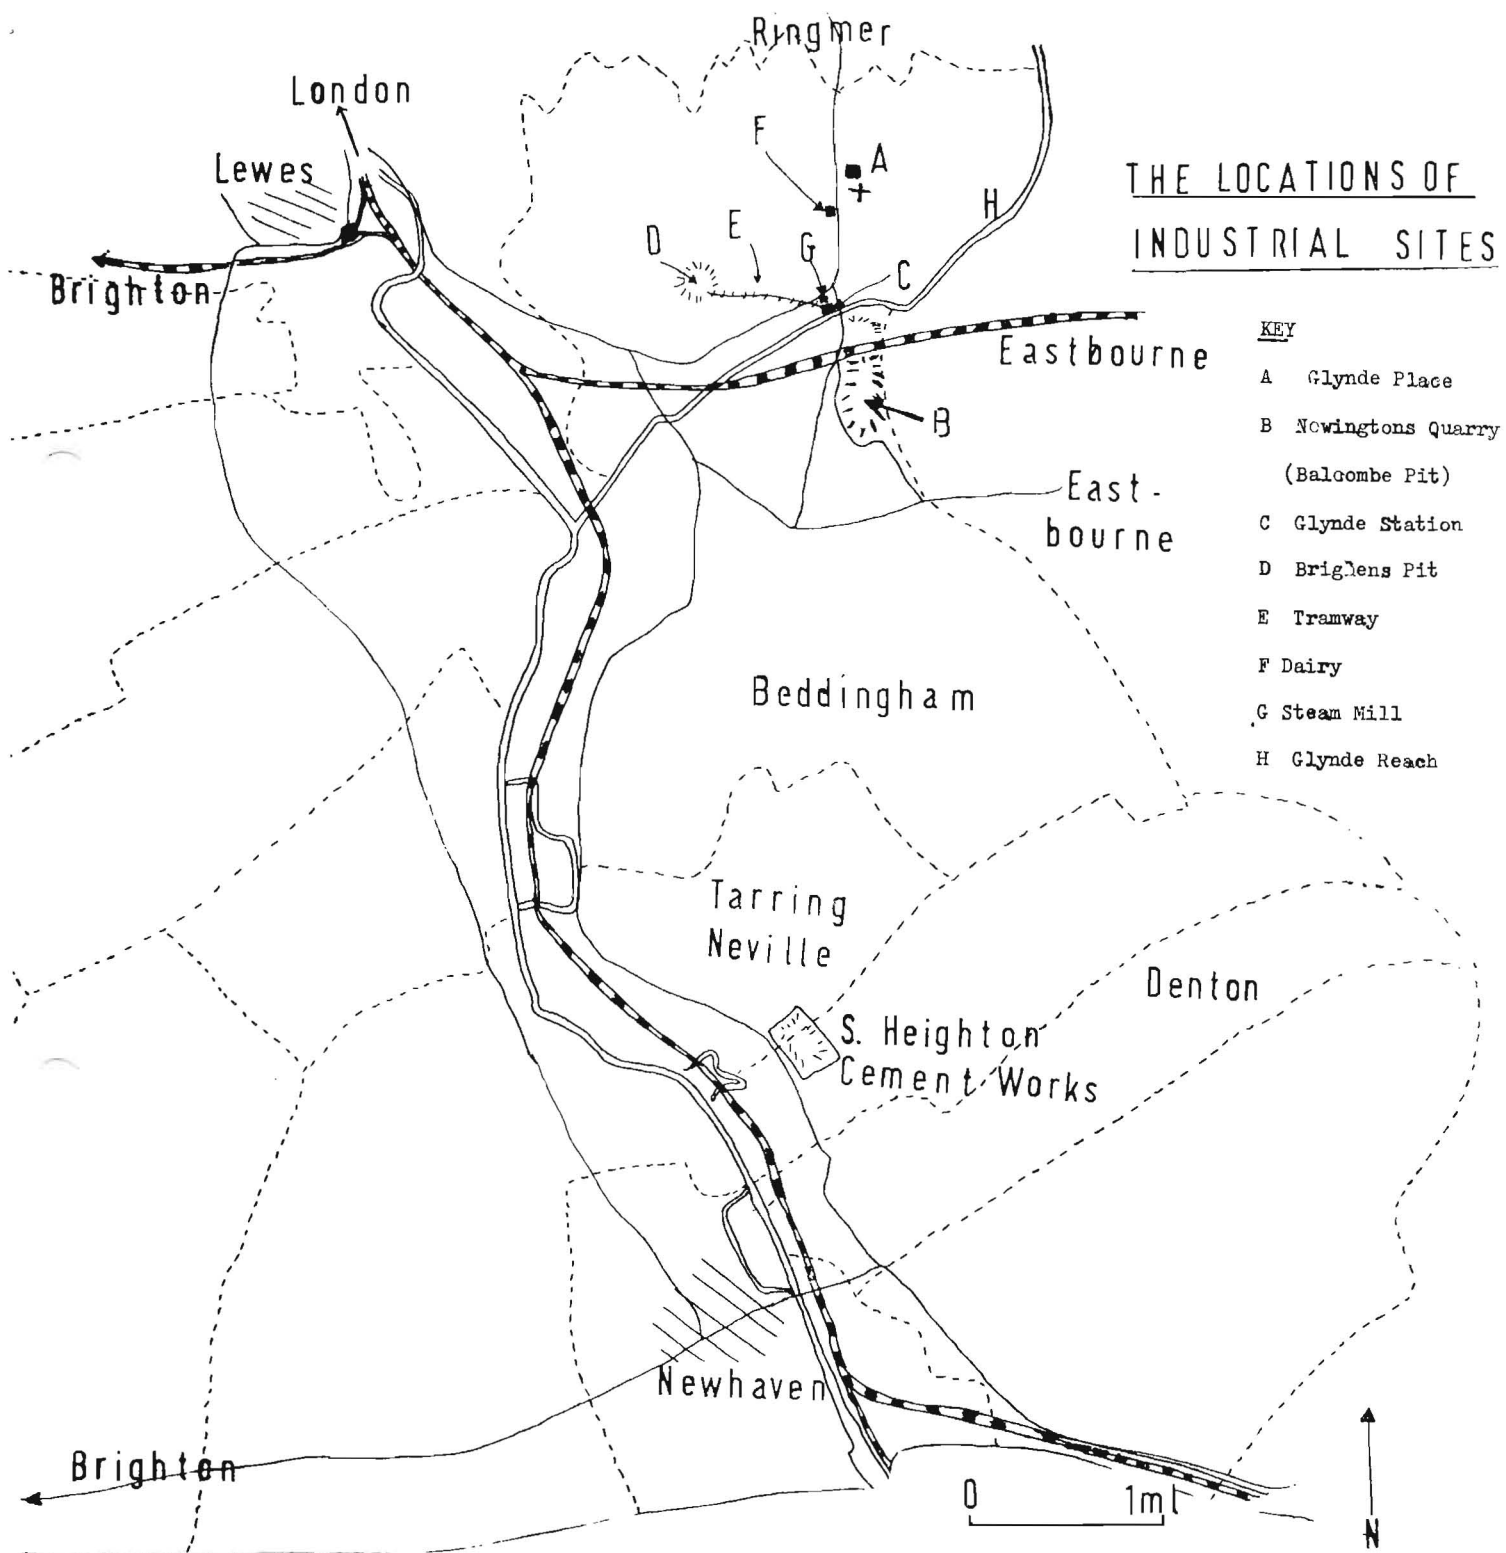 Ringmer
London
Lewes
F
A
THE LOCATIONS OF
INDUSTRIAL SITES
H
D
E
G
C
Brighton
Eastbourne
B
KEY
A Glynde Place
B Newingtons Quarry
(Balcombe Pit)
C Glynde Station
D Briglens Pit
E Tramway
F Dairy
G Steam Mill
H Glynde Reach
East-
bourne
Beddingham
Tarring
Neville
Denton
S. Heighton
Cement Works
Newhaven
Brighton
0 1ml
N